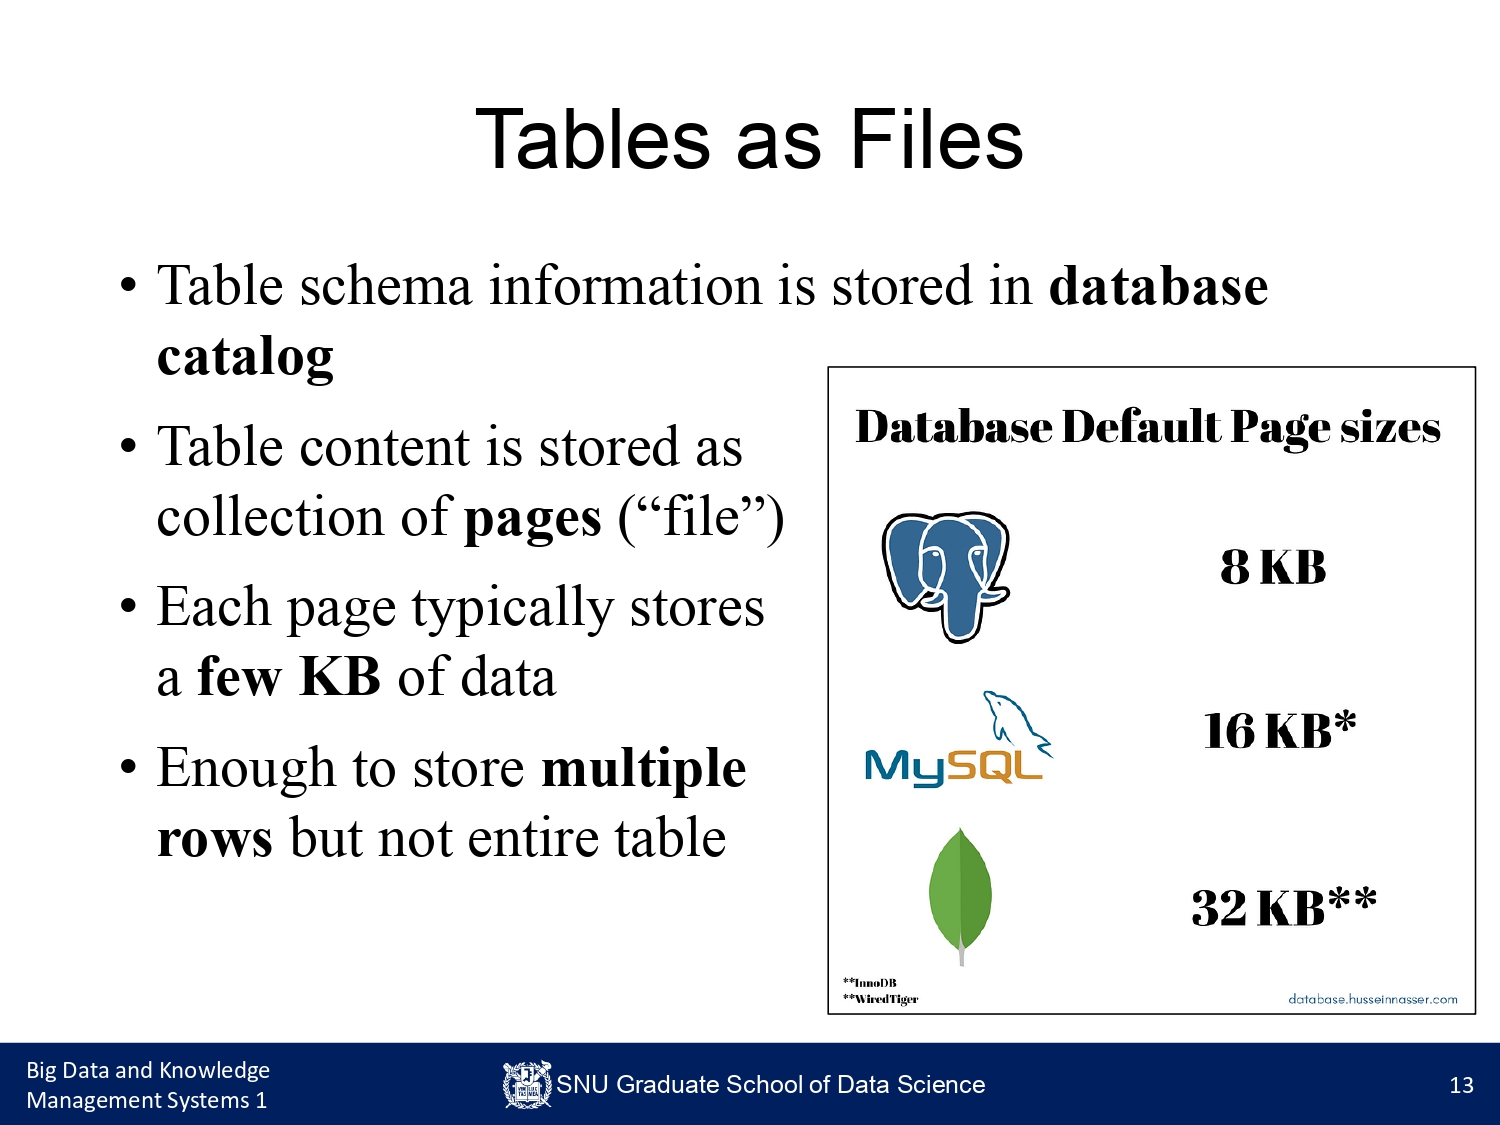 Tables as Files
• Table schema information is stored in database
catalog
• Table content is stored as
collection of pages (“file”)
• Each page typically stores
a few KB of data
• Enough to store multiple
rows but not entire table
Database Default Page sizes
8 KB
MySQL
16 KB*
32 KB**
**InnoDB
**WiredTiger
database.husseinnasser.com
Big Data and Knowledge
Management Systems 1
SNU Graduate School of Data Science
13